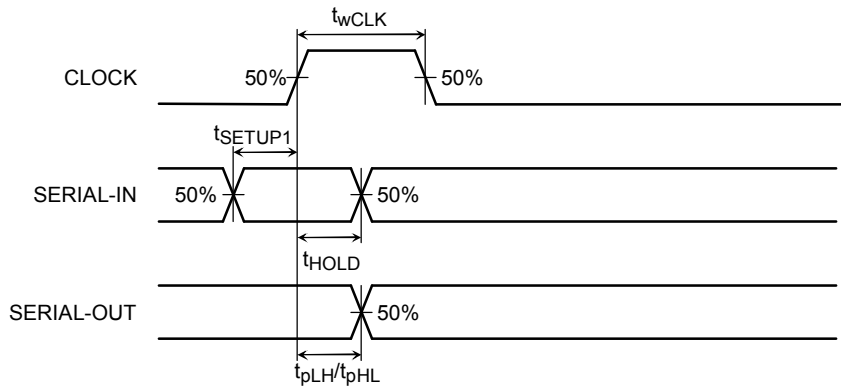 twCLK
CLOCK 50% 50%
tSETUP1
SERIAL-IN 50% 50%
tHOLD
SERIAL-OUT 50%
tpLH/tpHL